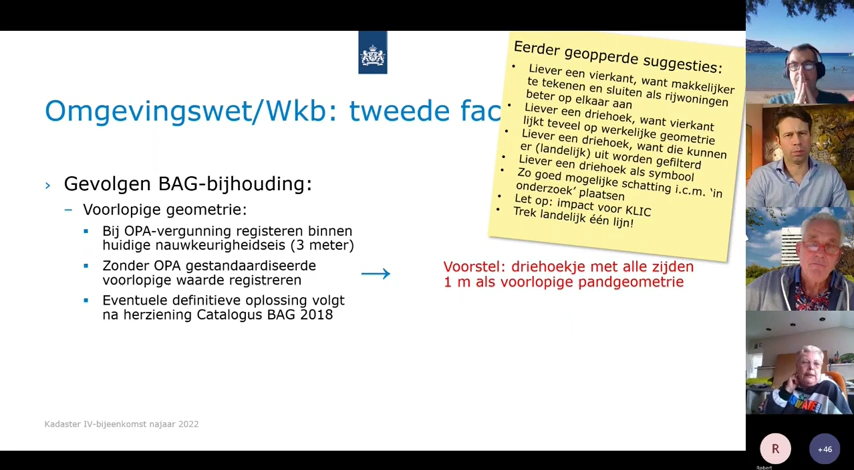 Omgevingswet/Wkb: tweede fac
Eerder geopperde suggesties:
• Liever een vierkant, want makkelijker
te tekenen en sluiten als rijwoningen
beter op elkaar aan
• Liever een driehoek, want vierkant
lijkt teveel op werkelijke geometrie
• Liever een driehoek, want die kunnen
er (landelijk) uit worden gefilterd
• Liever een driehoek als symbool
• Zo goed mogelijke schatting i.c.m. ‘in
onderzoek’ plaatsen
• Let op: impact voor KLIC
• Trek landelijk één lijn!
› Gevolgen BAG-bijhouding:
– Voorlopige geometrie:
▪ Bij OPA-vergunning registeren binnen
huidige nauwkeurigheidseis (3 meter)
▪ Zonder OPA gestandaardiseerde
voorlopige waarde registreren
▪ Eventuele definitieve oplossing volgt
na herziening Catalogus BAG 2018
→
Voorstel: driehoekje met alle zijden
1 m als voorlopige pandgeometrie
Kadaster IV-bijeenkomst najaar 2022
R
+46